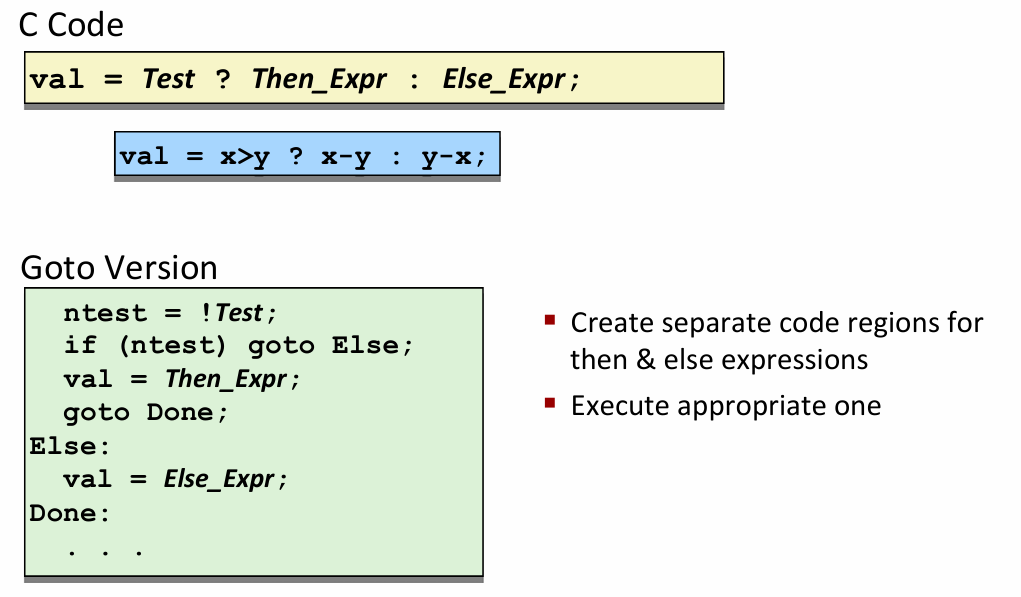 C Code
val = Test ? Then_Expr : Else_Expr;
val = x>y ? x-y : y-x;
Goto Version
ntest = !Test;
if (ntest) goto Else;
val = Then_Expr;
goto Done;
Else:
val = Else_Expr;
Done:
. . .
▪ Create separate code regions for
then & else expressions
▪ Execute appropriate one